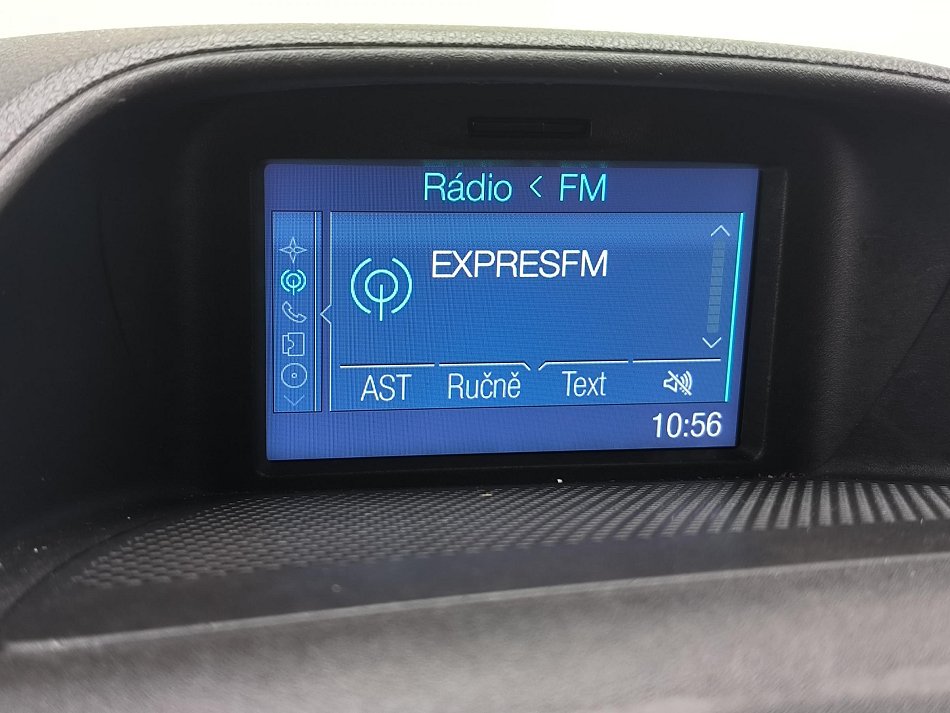 Rádio < FM
EXPRESFM
AST Ručně Text
10:56